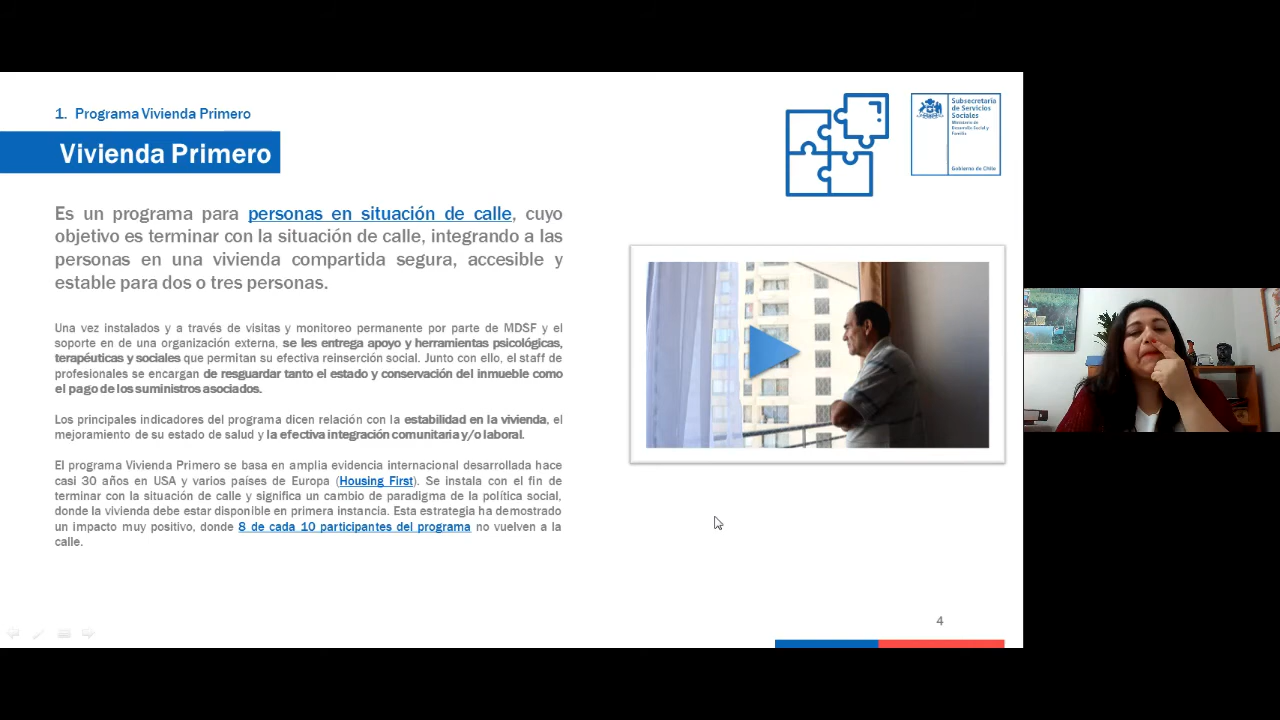 1. Programa Vivienda Primero
Vivienda Primero
Subsecretaría
de Servicios
Sociales
Ministerio de
Desarrollo Social y
Familia
Gobierno de Chile
Es un programa para personas en situación de calle, cuyo
objetivo es terminar con la situación de calle, integrando a las
personas en una vivienda compartida segura, accesible y
estable para dos o tres personas.
Una vez instalados y a través de visitas y monitoreo permanente por parte de MDSF y el
soporte en de una organización externa, se les entrega apoyo y herramientas psicológicas,
terapéuticas y sociales que permitan su efectiva reinserción social. Junto con ello, el staff de
profesionales se encargan de resguardar tanto el estado y conservación del inmueble como
el pago de los suministros asociados.
Los principales indicadores del programa dicen relación con la estabilidad en la vivienda, el
mejoramiento de su estado de salud y la efectiva integración comunitaria y/o laboral.
El programa Vivienda Primero se basa en amplia evidencia internacional desarrollada hace
casi 30 años en USA y varios países de Europa (Housing First). Se instala con el fin de
terminar con la situación de calle y significa un cambio de paradigma de la política social,
donde la vivienda debe estar disponible en primera instancia. Esta estrategia ha demostrado
un impacto muy positivo, donde 8 de cada 10 participantes del programa no vuelven a la
calle.
4